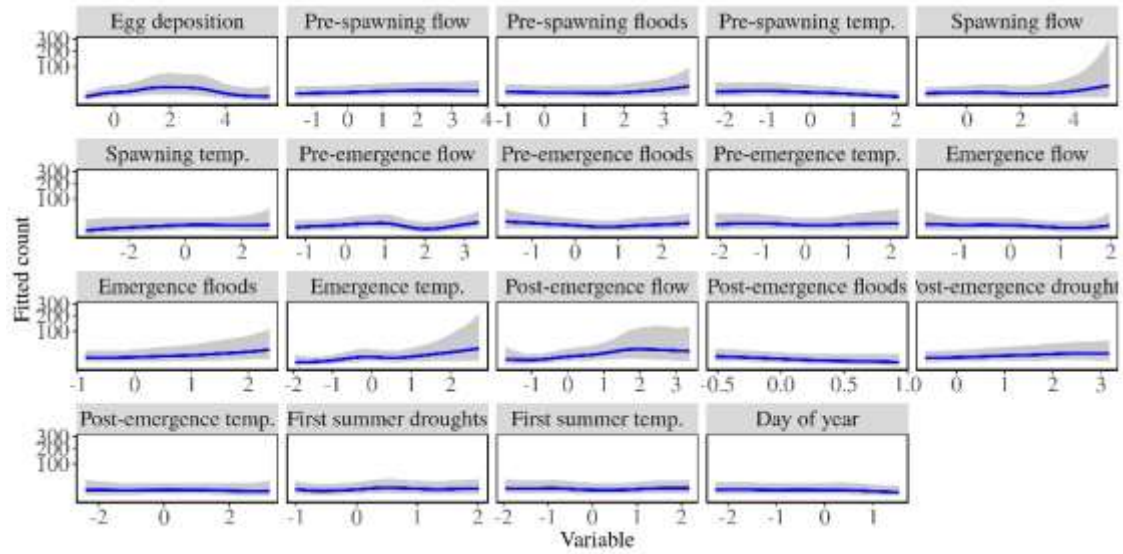 Egg deposition Pre-spawning flow Pre-spawning floods Pre-spawning temp. Spawning flow
300
200
100
0 2 4 -1 0 1 2 3 4 -1 0 1 2 3 -2 -1 0 1 2 0 2 4
Spawning temp. Pre-emergence flow Pre-emergence floods Pre-emergence temp. Emergence flow
300
200
100
-2 0 2 -1 0 1 2 3 -1 0 1 2 -2 -1 0 1 2 -1 0 1 2
Fitted count
Emergence floods Emergence temp. Post-emergence flow Post-emergence floods Post-emergence drought
300
200
100
-1 0 1 2 -2 -1 0 1 2 -1 0 1 2 3 -0.5 0.0 0.5 1.0 0 1 2 3
Post-emergence temp. First summer droughts First summer temp. Day of year
300
200
100
-2 0 2 -1 0 1 2 -2 -1 0 1 2 -2 -1 0 1
Variable